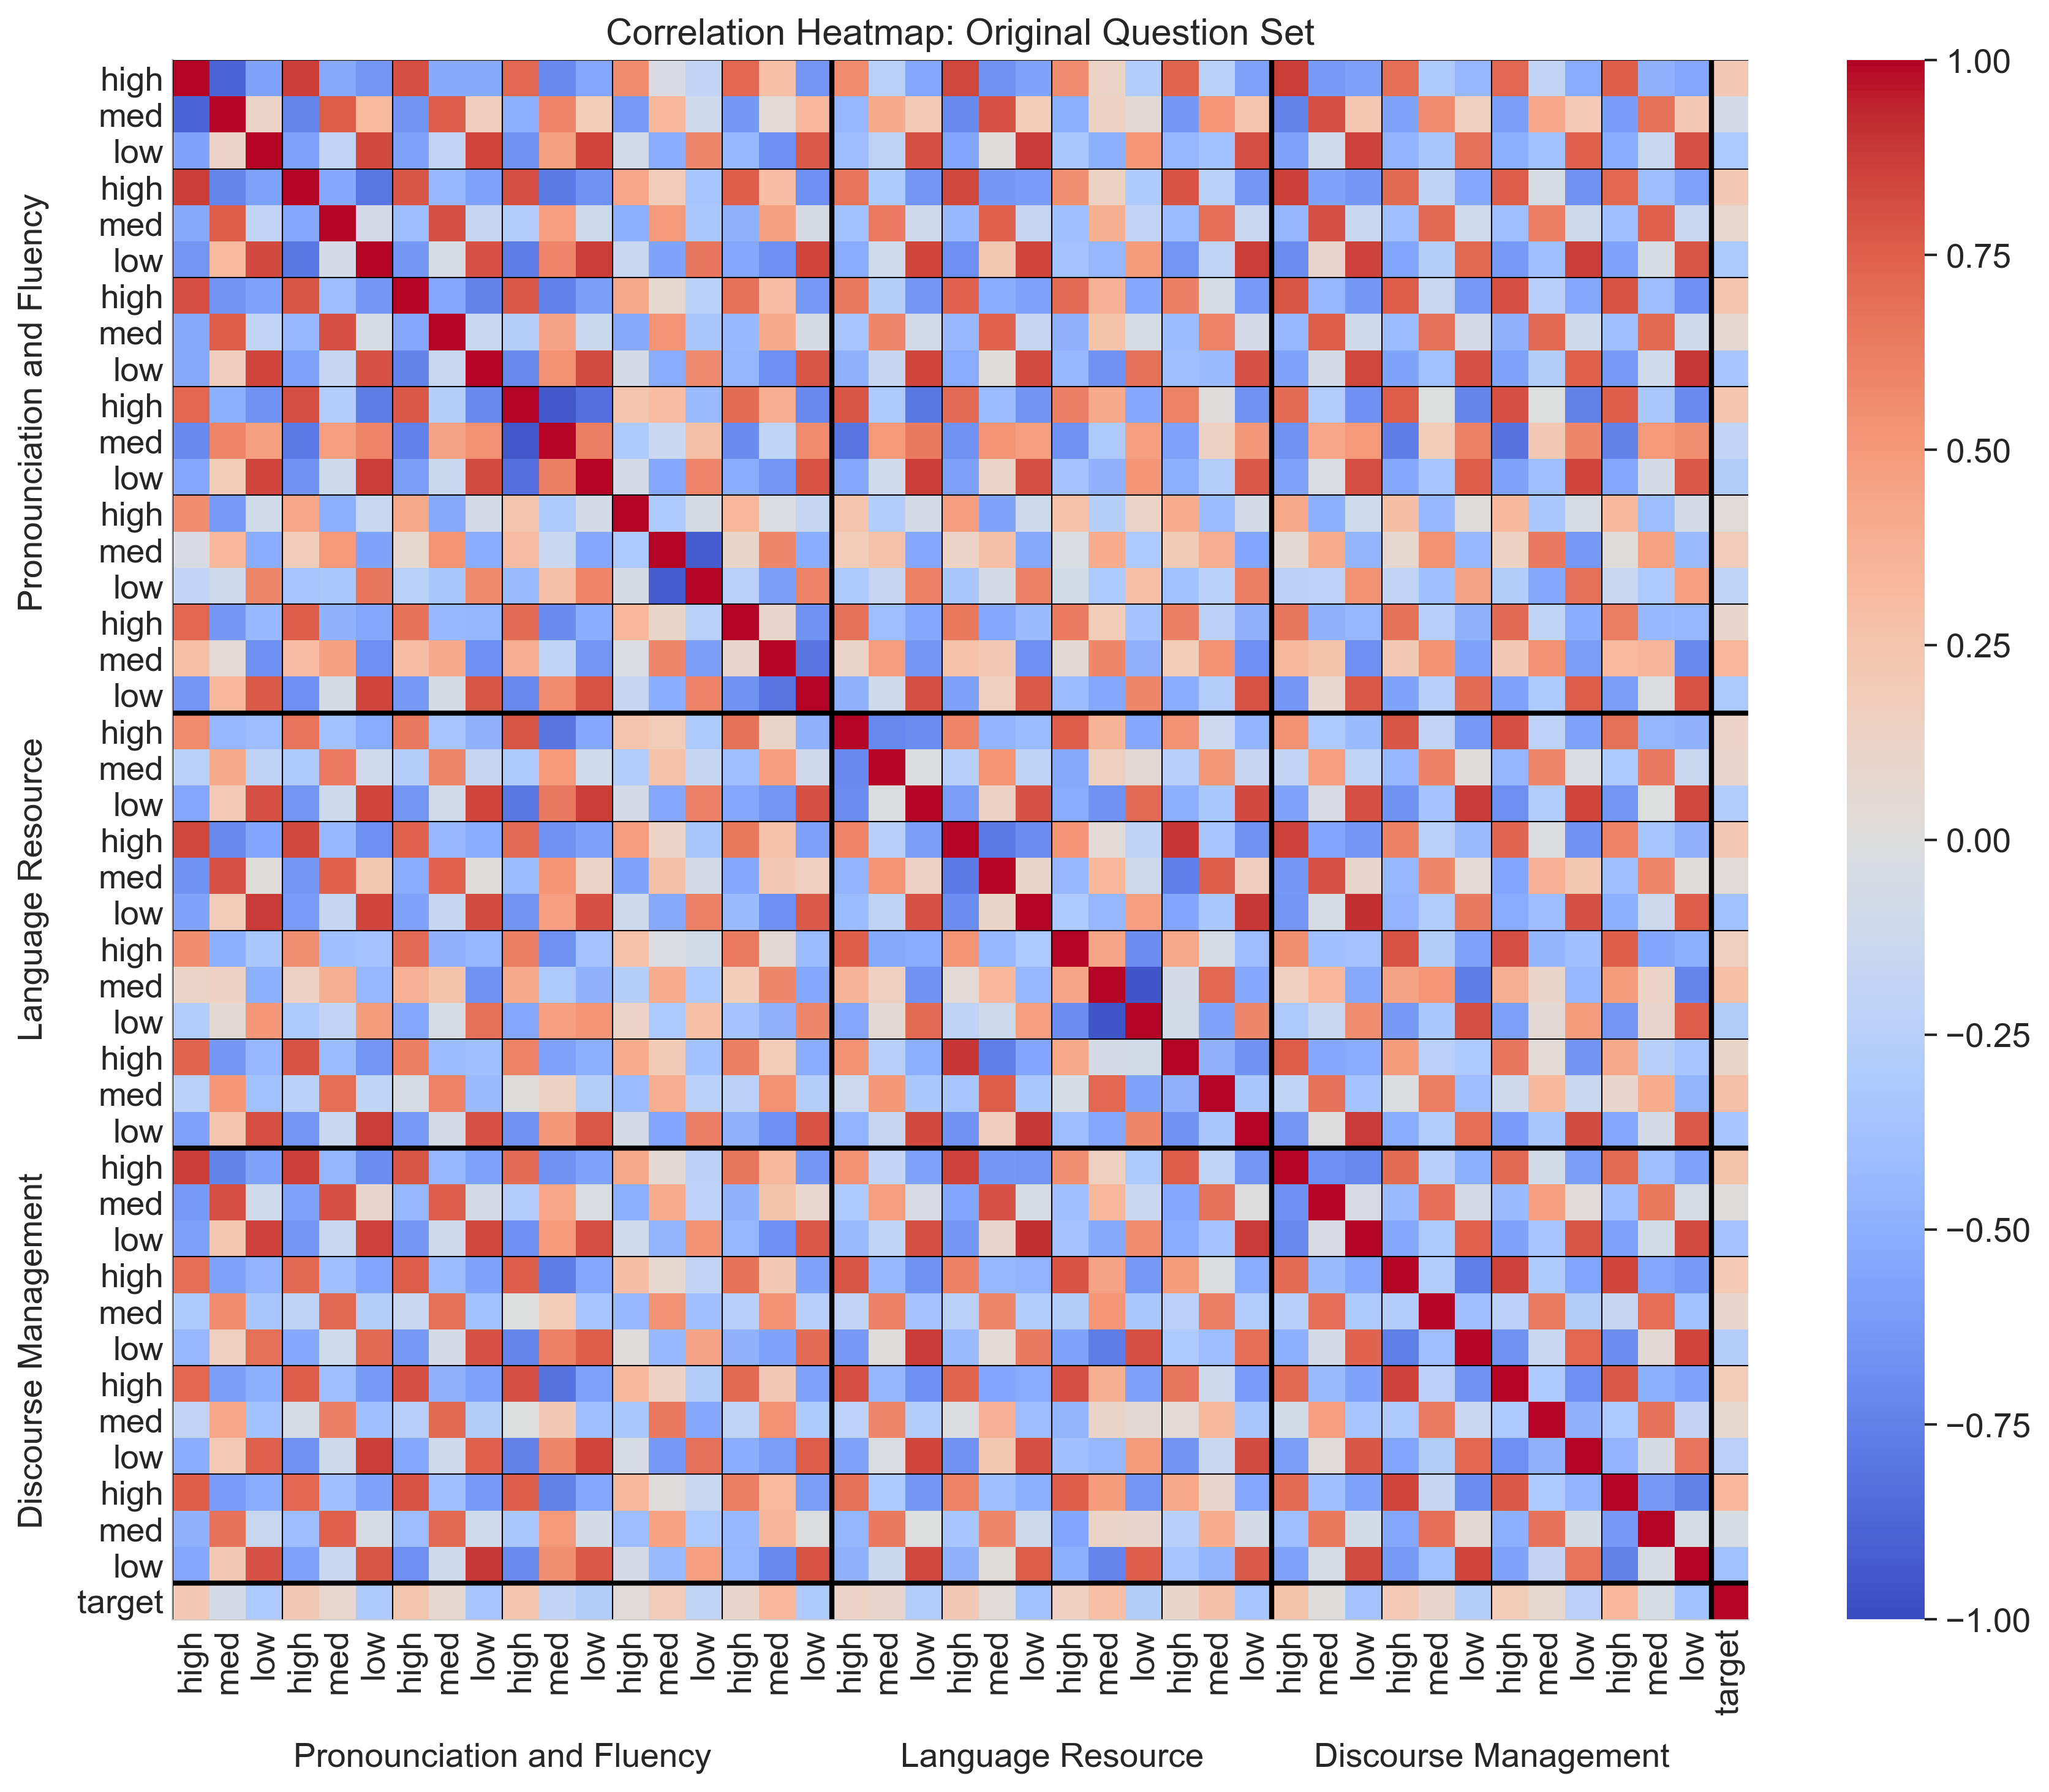 Correlation Heatmap: Original Question Set
high
med
low
high
med
low
high
med
low
high
med
low
high
med
low
high
med
low
high
med
low
high
med
low
high
med
low
high
med
low
high
med
low
high
med
low
high
med
low
high
med
low
target
Pronounciation and Fluency
Language Resource
Discourse Management
high
med
low
high
med
low
high
med
low
high
med
low
high
med
low
high
med
low
high
med
low
high
med
low
high
med
low
high
med
low
high
med
low
high
med
low
high
med
low
high
med
low
target
Pronounciation and Fluency
Language Resource
Discourse Management
1.00
0.75
0.50
0.25
0.00
−0.25
−0.50
−0.75
−1.00